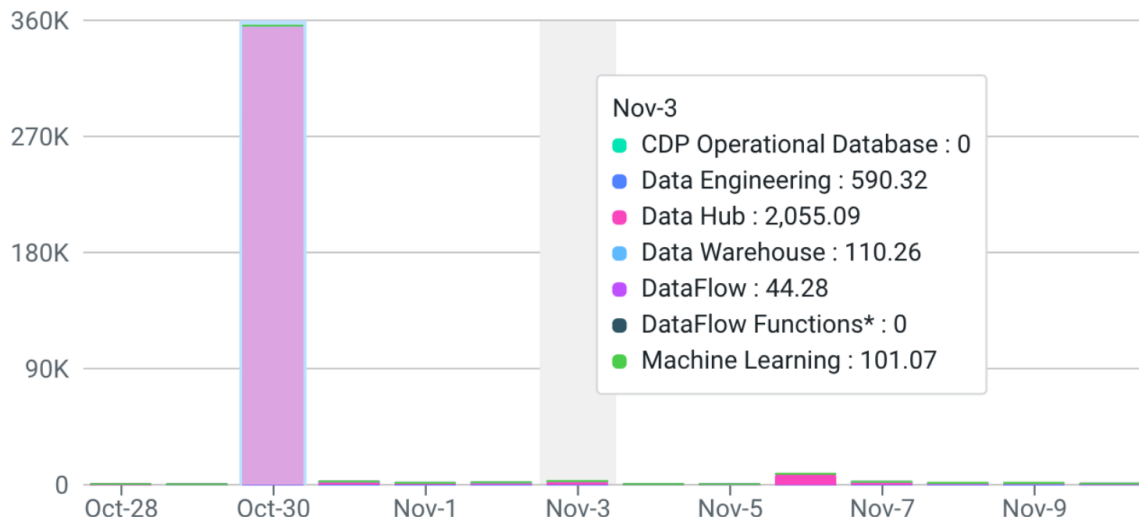 360K
270K
180K
90K
0
Nov-3
CDP Operational Database : 0
Data Engineering : 590.32
Data Hub : 2,055.09
Data Warehouse : 110.26
DataFlow : 44.28
DataFlow Functions* : 0
Machine Learning : 101.07
Oct-28 Oct-30 Nov-1 Nov-3 Nov-5 Nov-7 Nov-9